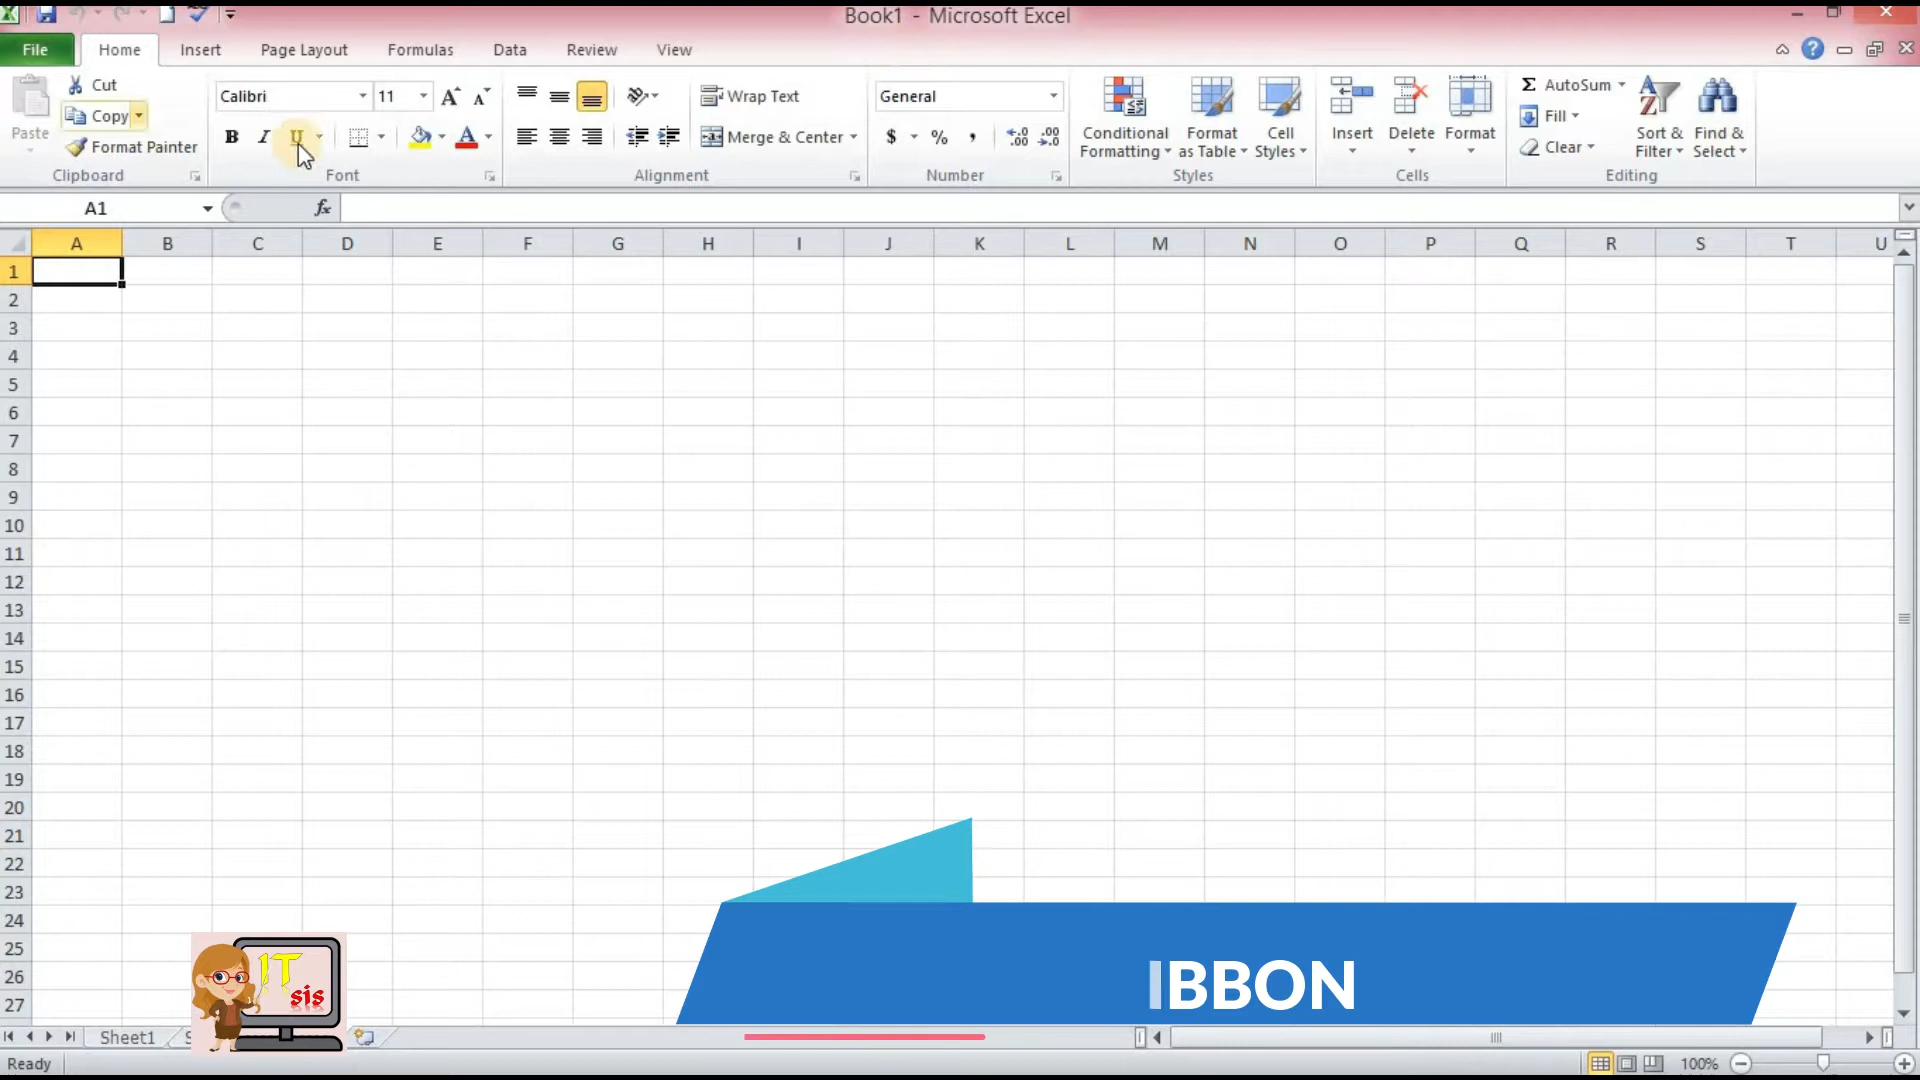 Book1 - Microsoft Excel
File Home Insert Page Layout Formulas Data Review View
Paste
Cut
Copy
Format Painter
Clipboard
Calibri 11
B I U
Font
Wrap Text
Merge & Center
Alignment
General
$ % ,
Number
Conditional Formatting
Format as Table
Cell Styles
Styles
Insert
Delete
Format
Cells
AutoSum
Fill
Clear
Sort & Filter
Find & Select
Editing
A1 fx
A B C D E F G H I J K L M N O P Q R S T U
1
2
3
4
5
6
7
8
9
10
11
12
13
14
15
16
17
18
19
20
21
22
23
24
25
26
27
IT
sis
IBBON
Sheet1
Ready 100%